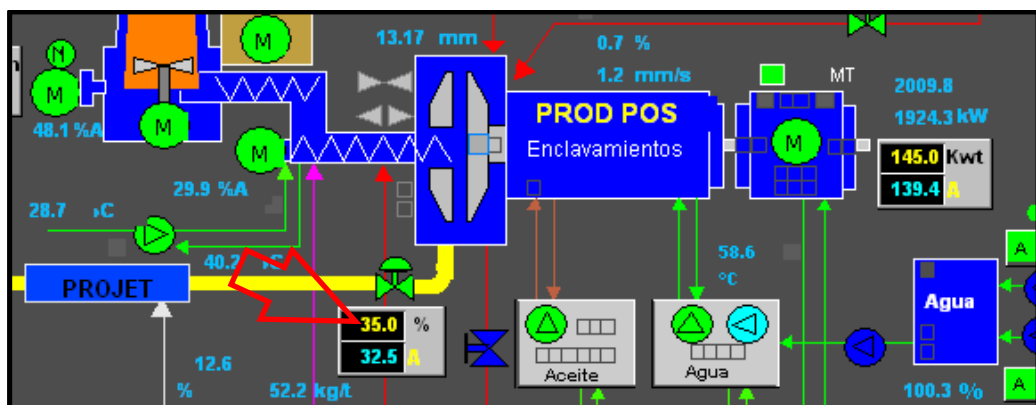 13.17 mm
0.7 %
1.2 mm/s
MT
2009.8
1924.3 kW
N
M
M
M
M
M
48.1 %A
PROD POS
Enclavamientos
145.0 Kwt
139.4 A
29.9 %A
28.7 °C
40.2 °C
58.6
°C
PROJET
35.0 %
32.5 A
Agua
A
A
Aceite
Agua
12.6
%
52.2 kg/t
100.3 %